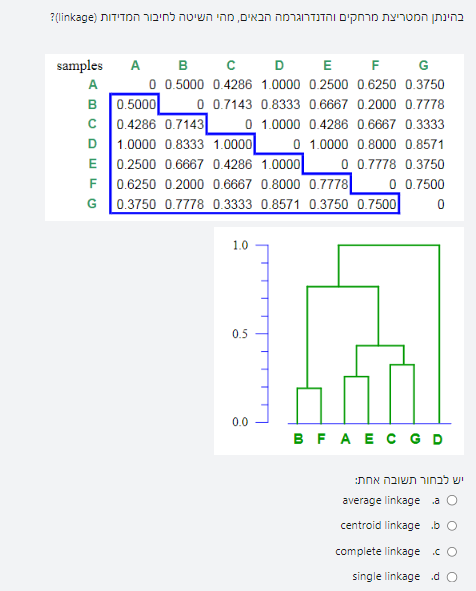 בהינתן המטריצת מרחקים והדנדרוגרמה הבאים, מהי השיטה לחיבור המדידות (linkage)?
samples A B C D E F G
A 0 0.5000 0.4286 1.0000 0.2500 0.6250 0.3750
B 0.5000 0 0.7143 0.8333 0.6667 0.2000 0.7778
C 0.4286 0.7143 0 1.0000 0.4286 0.6667 0.3333
D 1.0000 0.8333 1.0000 0 1.0000 0.8000 0.8571
E 0.2500 0.6667 0.4286 1.0000 0 0.7778 0.3750
F 0.6250 0.2000 0.6667 0.8000 0.7778 0 0.7500
G 0.3750 0.7778 0.3333 0.8571 0.3750 0.7500 0
1.0
0.5
0.0
B F A E C G D
יש לבחור תשובה אחת:
average linkage .a
centroid linkage .b
complete linkage .c
single linkage .d